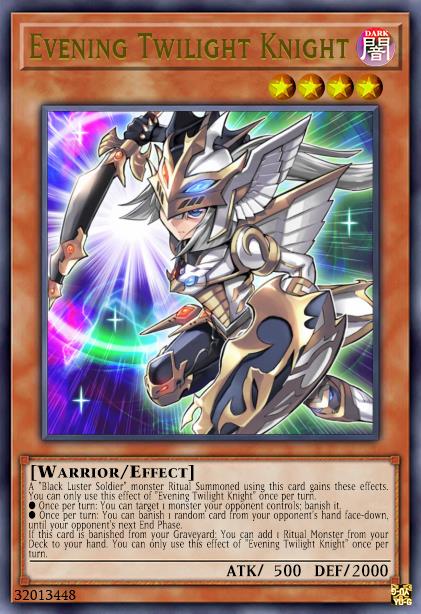 EVENING TWILIGHT KNIGHT
DARK
闇
[WARRIOR/EFFECT]
A "Black Luster Soldier" monster Ritual Summoned using this card gains these effects.
You can only use this effect of "Evening Twilight Knight" once per turn.
● Once per turn: You can target 1 monster your opponent controls; banish it.
● Once per turn: You can banish 1 random card from your opponent's hand face-down,
until your opponent's next End Phase.
If this card is banished from your Graveyard: You can add 1 Ritual Monster from your
Deck to your hand. You can only use this effect of "Evening Twilight Knight" once per
turn.
ATK/ 500 DEF/2000
32013448